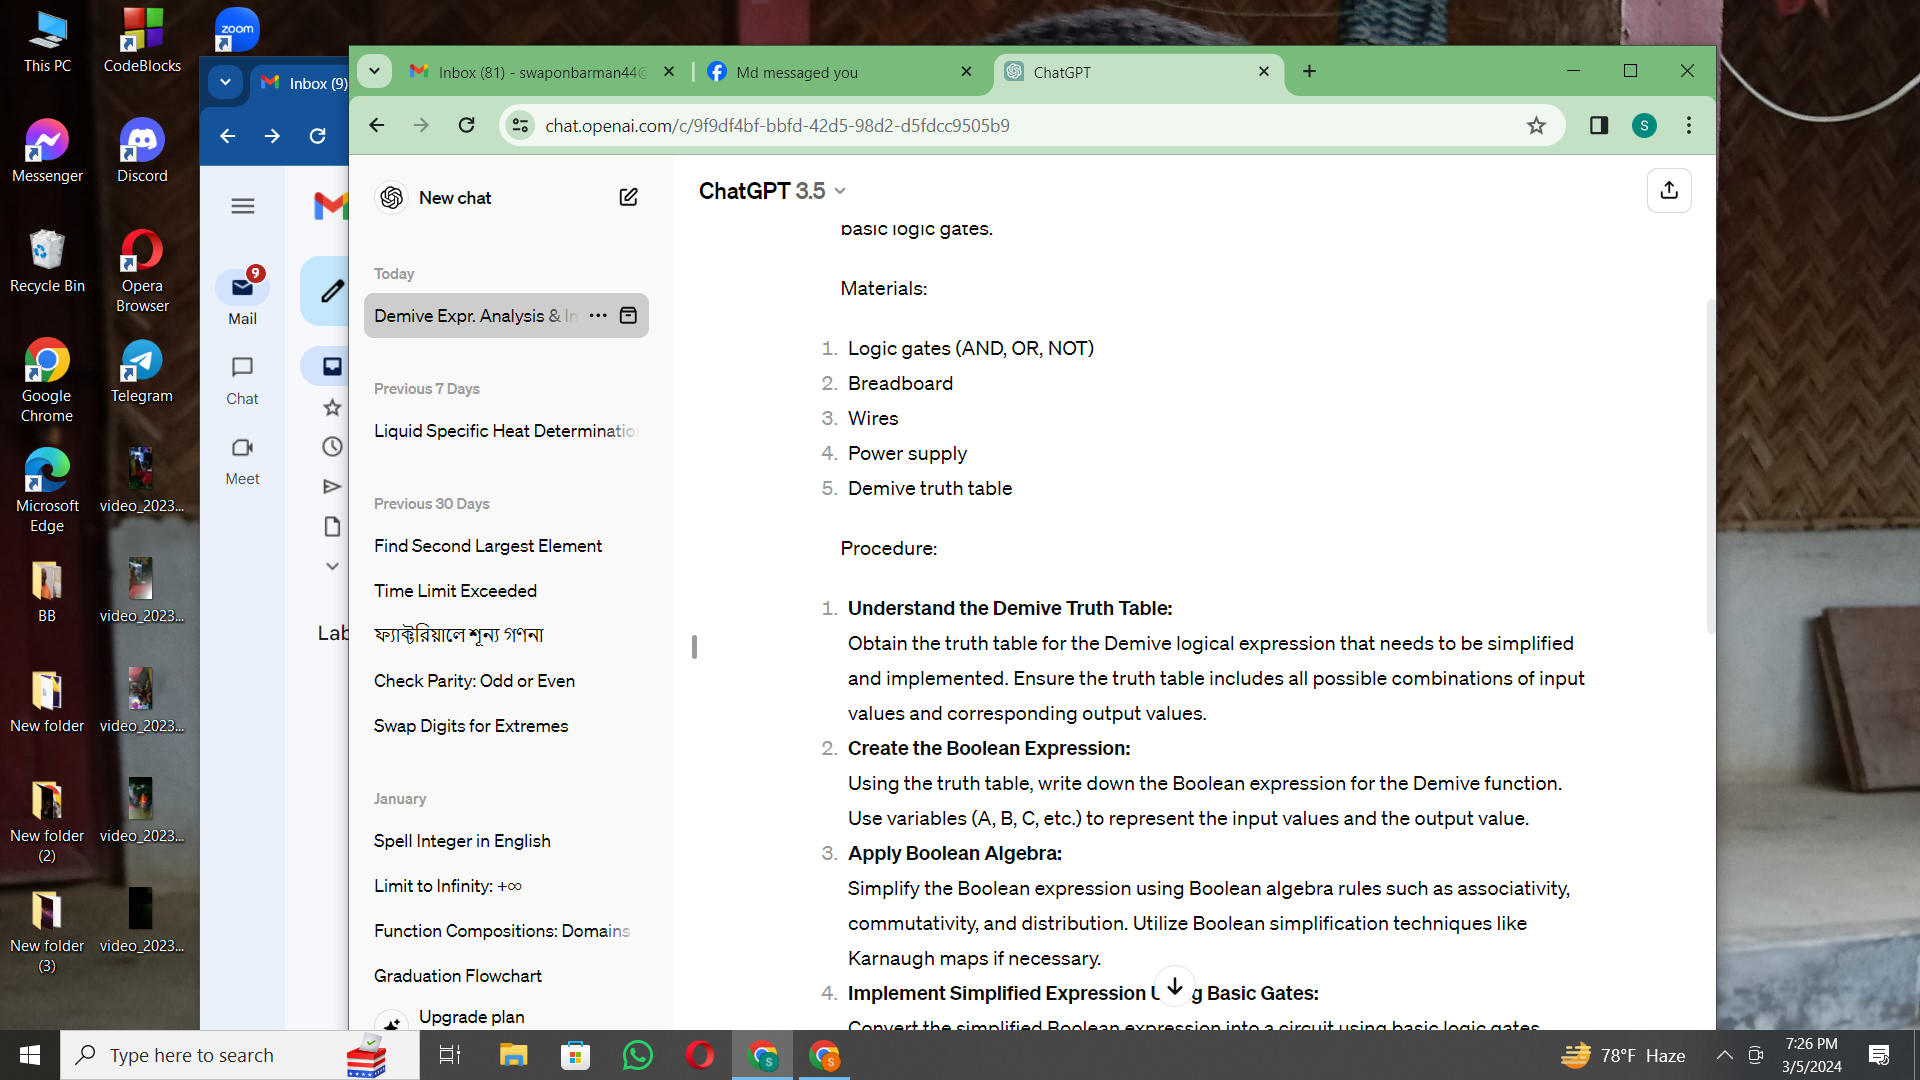 This PC
CodeBlocks
zoom
Messenger
Discord
Recycle Bin
Opera
Browser
Google
Chrome
Telegram
Microsoft
Edge
video_2023...
BB
video_2023...
New folder
video_2023...
New folder
(2)
video_2023...
New folder
(3)
video_2023...
Inbox (9)
9
Mail
Chat
Meet
Lab
Inbox (81) - swaponbarman44@
Md messaged you
ChatGPT
chat.openai.com/c/9f9df4bf-bbfd-42d5-98d2-d5fdcc9505b9
S
New chat
Today
Demive Expr. Analysis & In
Previous 7 Days
Liquid Specific Heat Determinatio
Previous 30 Days
Find Second Largest Element
Time Limit Exceeded
ফ্যাক্টরিয়ালে শূন্য গণনা
Check Parity: Odd or Even
Swap Digits for Extremes
January
Spell Integer in English
Limit to Infinity: +∞
Function Compositions: Domains
Graduation Flowchart
Upgrade plan
ChatGPT 3.5
basic logic gates.
Materials:
1. Logic gates (AND, OR, NOT)
2. Breadboard
3. Wires
4. Power supply
5. Demive truth table
Procedure:
1. Understand the Demive Truth Table:
Obtain the truth table for the Demive logical expression that needs to be simplified
and implemented. Ensure the truth table includes all possible combinations of input
values and corresponding output values.
2. Create the Boolean Expression:
Using the truth table, write down the Boolean expression for the Demive function.
Use variables (A, B, C, etc.) to represent the input values and the output value.
3. Apply Boolean Algebra:
Simplify the Boolean expression using Boolean algebra rules such as associativity,
commutativity, and distribution. Utilize Boolean simplification techniques like
Karnaugh maps if necessary.
4. Implement Simplified Expression U g Basic Gates:
Convert the simplified Boolean expression into a circuit using basic logic gates
Type here to search
S
S
78°F Haze
7:26 PM
3/5/2024